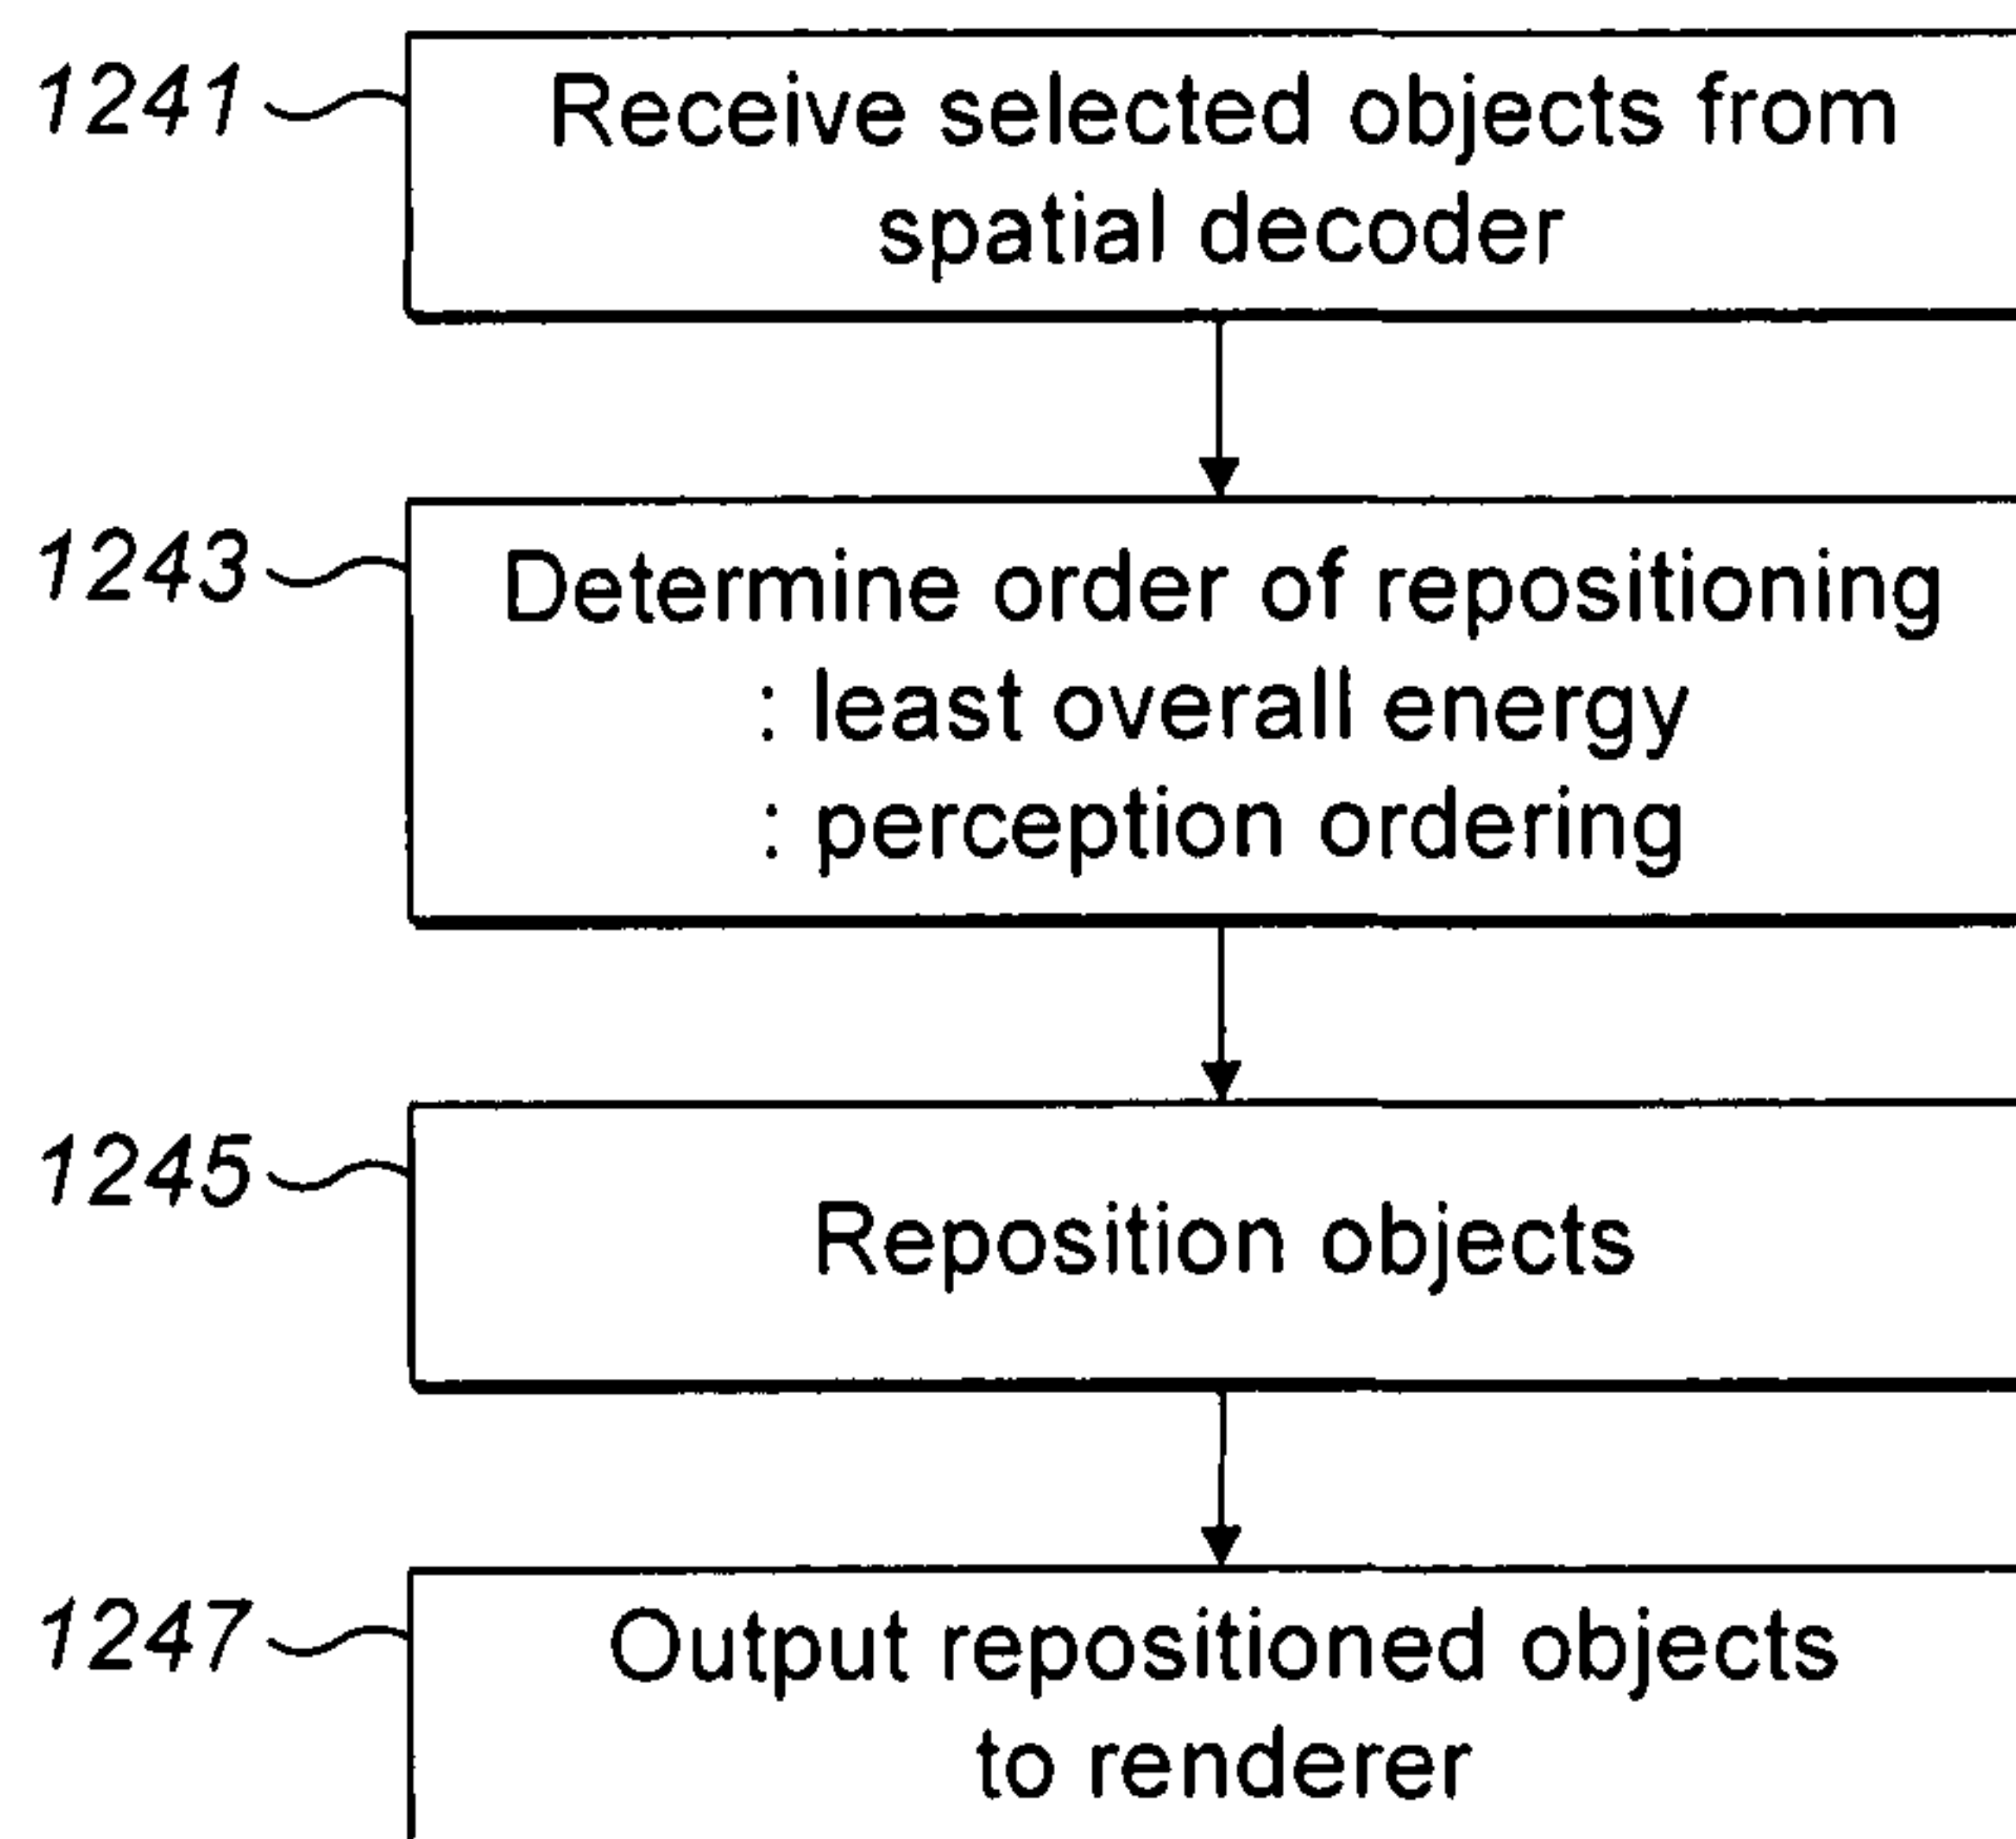 1241
Receive selected objects from
spatial decoder
1243
Determine order of repositioning
: least overall energy
: perception ordering
1245
Reposition objects
1247
Output repositioned objects
to renderer